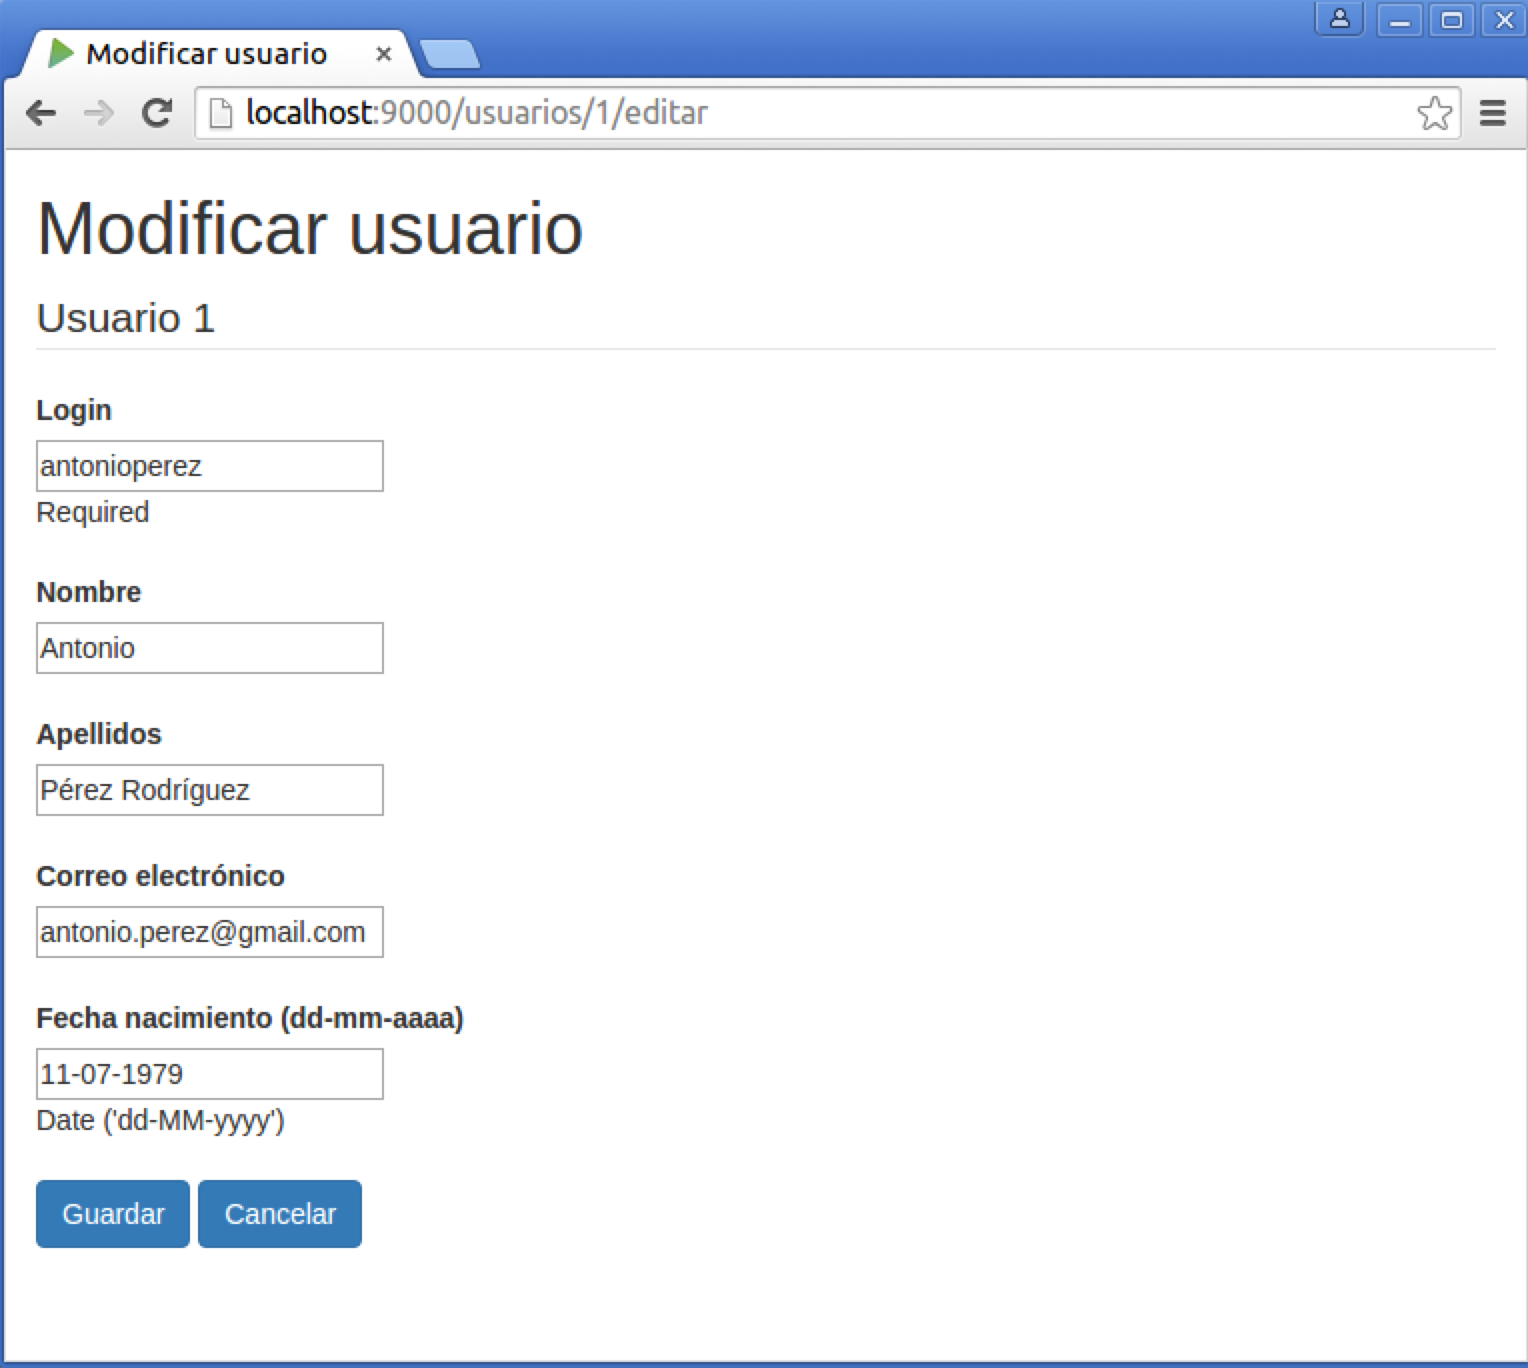 Modificar usuario
localhost:9000/usuarios/1/editar
Modificar usuario
Usuario 1
Login
antonioperez
Required
Nombre
Antonio
Apellidos
Pérez Rodríguez
Correo electrónico
antonio.perez@gmail.com
Fecha nacimiento (dd-mm-aaaa)
11-07-1979
Date ('dd-MM-yyyy')
Guardar Cancelar